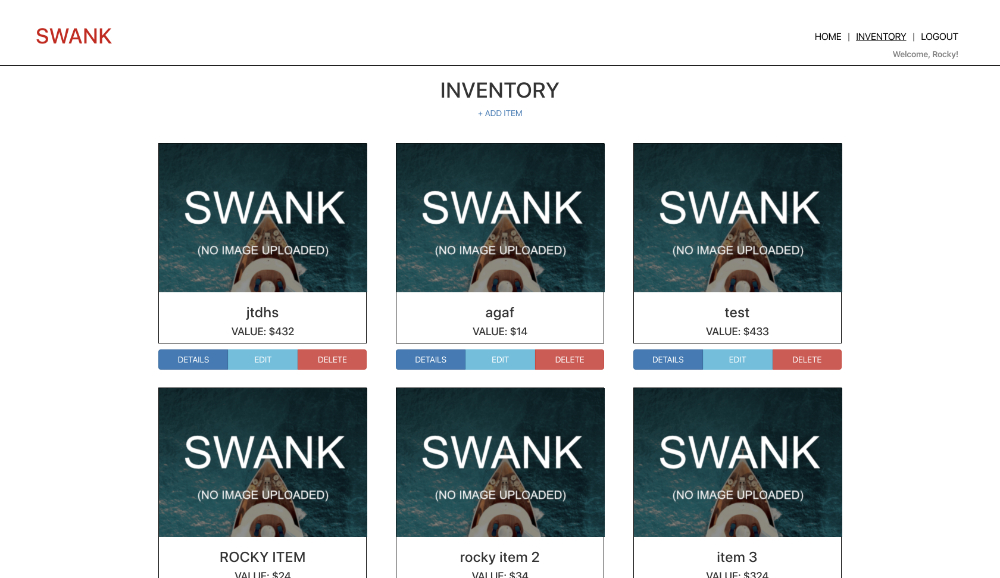 SWANK
HOME | INVENTORY | LOGOUT
Welcome, Rocky!
INVENTORY
+ ADD ITEM
SWANK SWANK SWANK
(NO IMAGE UPLOADED) (NO IMAGE UPLOADED) (NO IMAGE UPLOADED)
jtdhs agaf test
VALUE: $432 VALUE: $14 VALUE: $433
DETAILS EDIT DELETE DETAILS EDIT DELETE DETAILS EDIT DELETE
SWANK SWANK SWANK
(NO IMAGE UPLOADED) (NO IMAGE UPLOADED) (NO IMAGE UPLOADED)
ROCKY ITEM rocky item 2 item 3
VALUE: $24 VALUE: $34 VALUE: $324